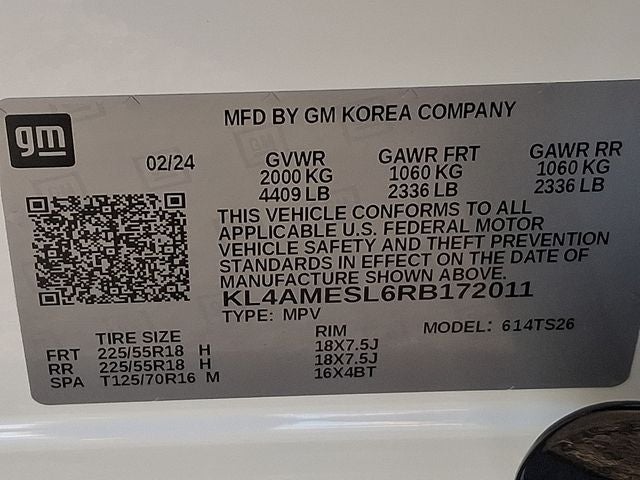 gm
MFD BY GM KOREA COMPANY
02/24
GVWR GAWR FRT GAWR RR
2000 KG 1060 KG 1060 KG
4409 LB 2336 LB 2336 LB
THIS VEHICLE CONFORMS TO ALL
APPLICABLE U.S. FEDERAL MOTOR
VEHICLE SAFETY AND THEFT PREVENTION
STANDARDS IN EFFECT ON THE DATE OF
MANUFACTURE SHOWN ABOVE.
KL4AMESL6RB172011
TYPE: MPV MODEL: 614TS26
TIRE SIZE RIM
FRT 225/55R18 H 18X7.5J
RR 225/55R18 H 18X7.5J
SPA T125/70R16 M 16X4BT